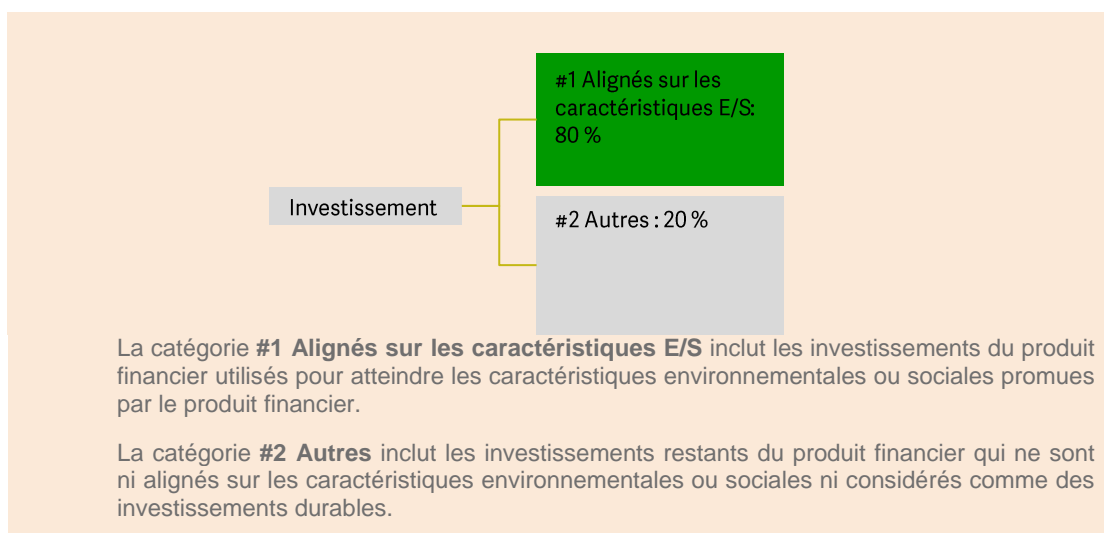 #1 Alignés sur les
caractéristiques E/S:
80 %
Investissement
#2 Autres : 20 %
La catégorie #1 Alignés sur les caractéristiques E/S inclut les investissements du produit
financier utilisés pour atteindre les caractéristiques environnementales ou sociales promues
par le produit financier.
La catégorie #2 Autres inclut les investissements restants du produit financier qui ne sont
ni alignés sur les caractéristiques environnementales ou sociales ni considérés comme des
investissements durables.